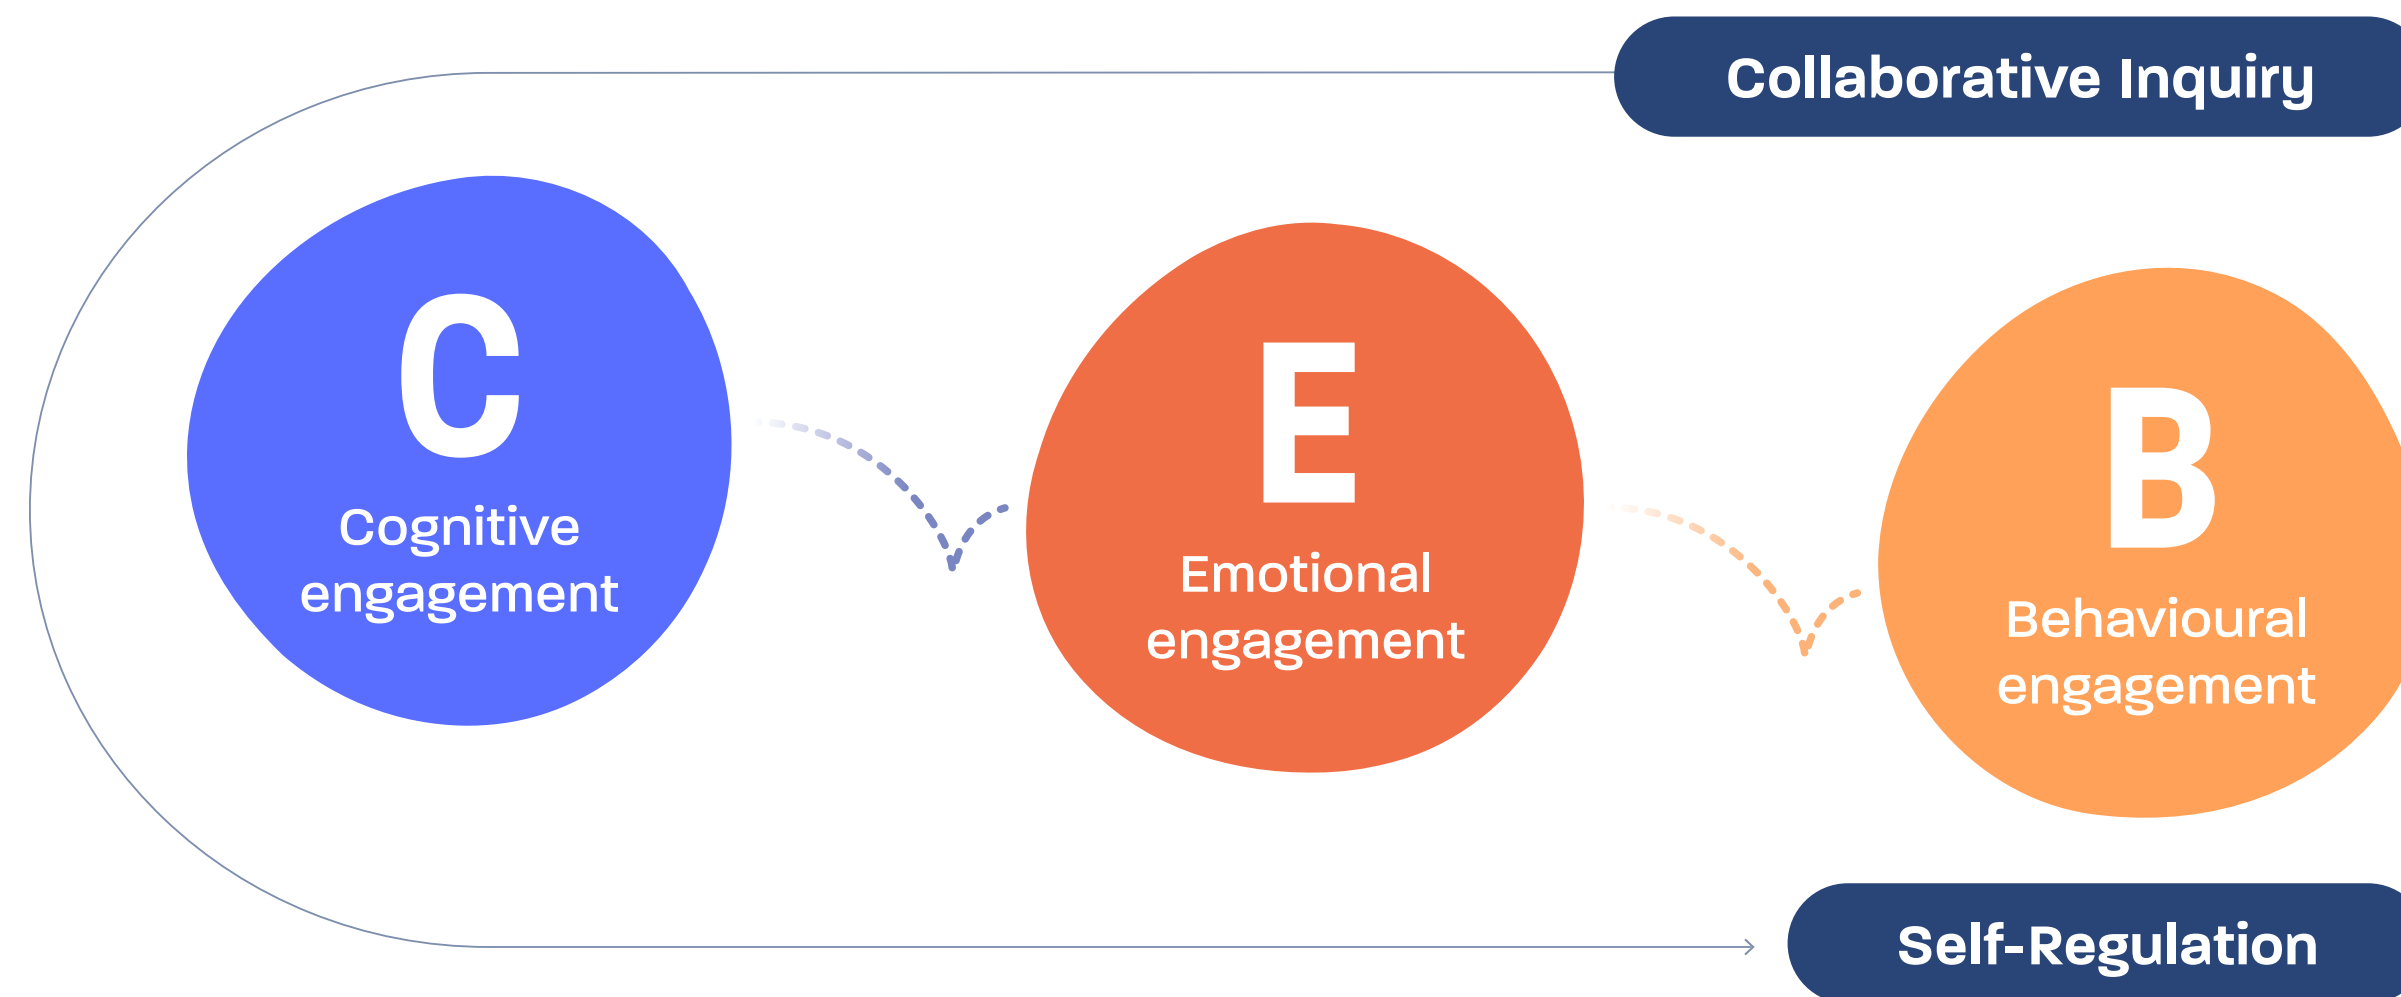 Collaborative Inquiry
C
Cognitive
engagement
E
Emotional
engagement
B
Behavioural
engagement
Self-Regulation